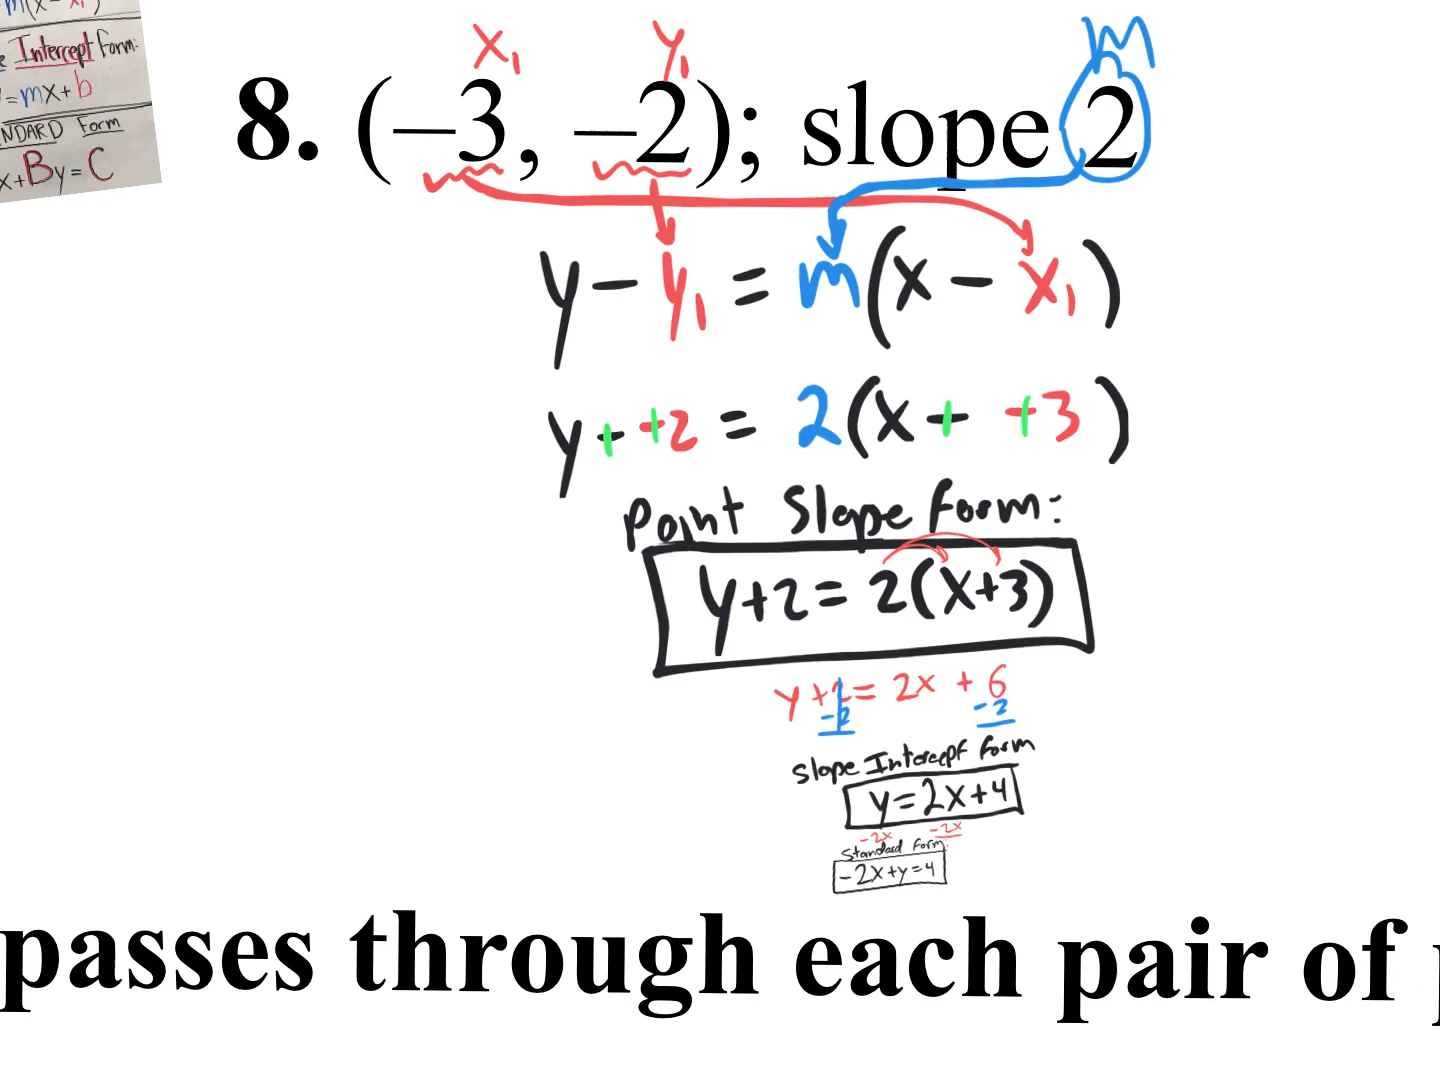 m(x - x₁)
e Intercept Form:
y = mx + b
NDARD Form
x + By = C
x₁ y₁ m
8. (–3, –2); slope 2
y - y₁ = m(x - x₁)
y + +2 = 2(x + +3)
Point Slope Form:
y+2 = 2(x+3)
y + 2 = 2x + 6
-2 -2
Slope Intercept Form
y = 2x + 4
-2x -2x
Standard Form:
-2x + y = 4
passes through each pair of p